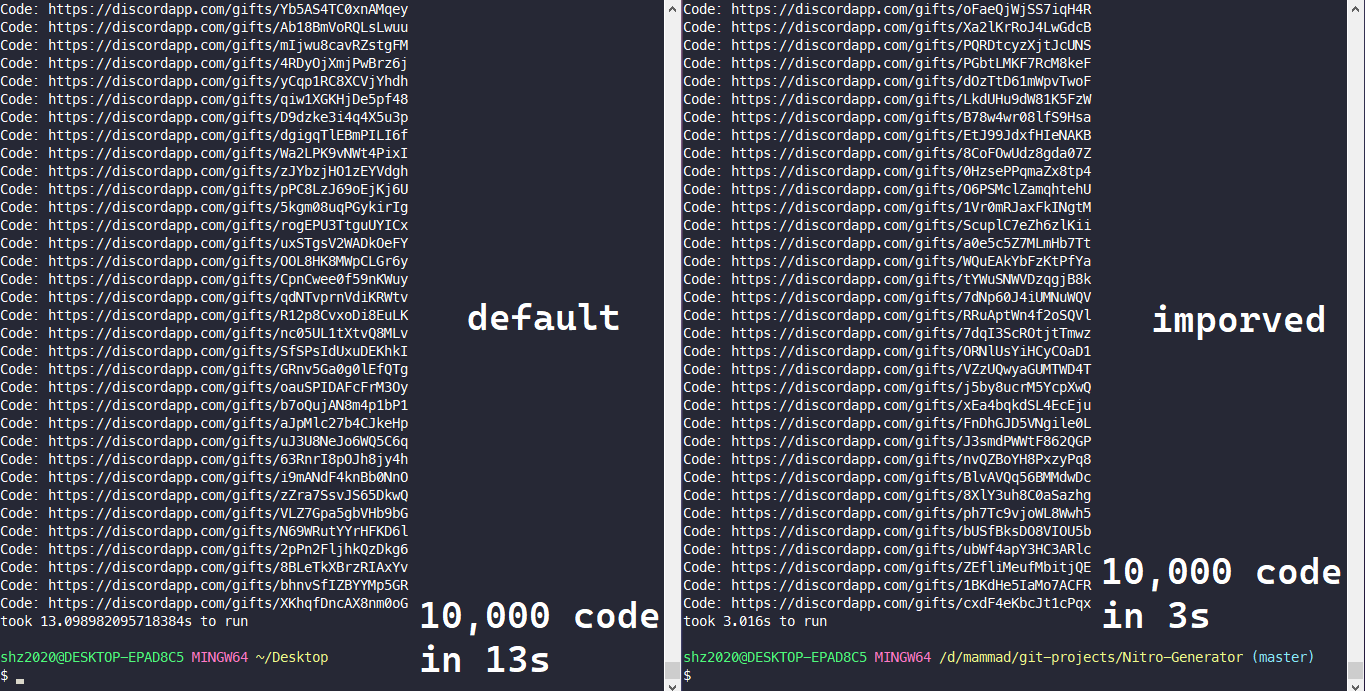 Code: https://discordapp.com/gifts/Yb5AS4TC0xnAMqey
Code: https://discordapp.com/gifts/Ab18BmVoRQLsLwuu
Code: https://discordapp.com/gifts/mIjwu8cavRZstgFM
Code: https://discordapp.com/gifts/4RDyOjXmjPwBrz6j
Code: https://discordapp.com/gifts/yCqp1RC8XCVjYhdh
Code: https://discordapp.com/gifts/qiw1XGKHjDe5pf48
Code: https://discordapp.com/gifts/D9dzke3i4q4X5u3p
Code: https://discordapp.com/gifts/dgigqTlEBmPILI6f
Code: https://discordapp.com/gifts/Wa2LPK9vNWt4PixI
Code: https://discordapp.com/gifts/zJYbzjHO1zEYVdgh
Code: https://discordapp.com/gifts/pPC8LzJ69oEjKj6U
Code: https://discordapp.com/gifts/5kgm08uqPGykirIg
Code: https://discordapp.com/gifts/rogEPU3TtguUYICx
Code: https://discordapp.com/gifts/uxSTgsV2WADkOeFY
Code: https://discordapp.com/gifts/OOL8HK8MWpCLGr6y
Code: https://discordapp.com/gifts/CpnCwee0f59nKWuy
Code: https://discordapp.com/gifts/qdNTvprnVdiKRWtv
Code: https://discordapp.com/gifts/R12p8CvxoDi8EuLK
Code: https://discordapp.com/gifts/nc05UL1tXtvQ8MLv
Code: https://discordapp.com/gifts/SfSPsIdUxuDEKhkI
Code: https://discordapp.com/gifts/GRnv5Ga0g0lEfQTg
Code: https://discordapp.com/gifts/oauSPIDAFcFrM3Oy
Code: https://discordapp.com/gifts/b7oQujAN8m4p1bP1
Code: https://discordapp.com/gifts/aJpMlc27b4CJkeHp
Code: https://discordapp.com/gifts/uJ3U8NeJo6WQ5C6q
Code: https://discordapp.com/gifts/63RnrI8pOJh8jy4h
Code: https://discordapp.com/gifts/i9mANdF4knBb0NnO
Code: https://discordapp.com/gifts/zZra7SsvJS65DkwQ
Code: https://discordapp.com/gifts/VLZ7Gpa5gbVHb9bG
Code: https://discordapp.com/gifts/N69WRutYYrHFKD6l
Code: https://discordapp.com/gifts/2pPn2FljhkQzDkg6
Code: https://discordapp.com/gifts/8BLeTkXBrzRIAxYv
Code: https://discordapp.com/gifts/bhnvSfIZBYYMp5GR
Code: https://discordapp.com/gifts/XKhqfDncAX8nm0oG
took 13.098982095718384s to run
shz2020@DESKTOP-EPAD8C5 MINGW64 ~/Desktop
$
default
10,000 code
in 13s
Code: https://discordapp.com/gifts/oFaeQjWjSS7iqH4R
Code: https://discordapp.com/gifts/Xa2lKrRoJ4LwGdcB
Code: https://discordapp.com/gifts/PQRDtcyzXjtJcUNS
Code: https://discordapp.com/gifts/PGbtLMKF7RcM8keF
Code: https://discordapp.com/gifts/dOzTtD61mWpvTwoF
Code: https://discordapp.com/gifts/LkdUHu9dW81K5FzW
Code: https://discordapp.com/gifts/B78w4wr08lfS9Hsa
Code: https://discordapp.com/gifts/EtJ99JdxfHIeNAKB
Code: https://discordapp.com/gifts/8CoFOwUdz8gda07Z
Code: https://discordapp.com/gifts/0HzsePPqmaZx8tp4
Code: https://discordapp.com/gifts/O6PSMclZamqhtehU
Code: https://discordapp.com/gifts/1Vr0mRJaxFkINgtM
Code: https://discordapp.com/gifts/ScuplC7eZh6zlKii
Code: https://discordapp.com/gifts/a0e5c5Z7MLmHb7Tt
Code: https://discordapp.com/gifts/WQuEAkYbFzKtPfYa
Code: https://discordapp.com/gifts/tYWuSNWVDzqgjB8k
Code: https://discordapp.com/gifts/7dNp60J4iUMNuWQV
Code: https://discordapp.com/gifts/RRuAptWn4f2oSQVl
Code: https://discordapp.com/gifts/7dqI3ScROtjtTmwz
Code: https://discordapp.com/gifts/ORNlUsYiHCyCOaD1
Code: https://discordapp.com/gifts/VZzUQwyaGUMTWD4T
Code: https://discordapp.com/gifts/j5by8ucrM5YcpXwQ
Code: https://discordapp.com/gifts/xEa4bqkdSL4EcEju
Code: https://discordapp.com/gifts/FnDhGJD5VNgile0L
Code: https://discordapp.com/gifts/J3smdPWWtF862QGP
Code: https://discordapp.com/gifts/nvQZBoYH8PxzyPq8
Code: https://discordapp.com/gifts/BlvAVQq56BMMdwDc
Code: https://discordapp.com/gifts/8XlY3uh8C0aSazhg
Code: https://discordapp.com/gifts/ph7Tc9vjoWL8Wwh5
Code: https://discordapp.com/gifts/bUSfBksDO8VIOU5b
Code: https://discordapp.com/gifts/ubWf4apY3HC3ARlc
Code: https://discordapp.com/gifts/ZEfliMeufMbitjQE
Code: https://discordapp.com/gifts/1BKdHe5IaMo7ACFR
Code: https://discordapp.com/gifts/cxdF4eKbcJt1cPqx
took 3.016s to run
shz2020@DESKTOP-EPAD8C5 MINGW64 /d/mammad/git-projects/Nitro-Generator (master)
$
imporved
10,000 code
in 3s